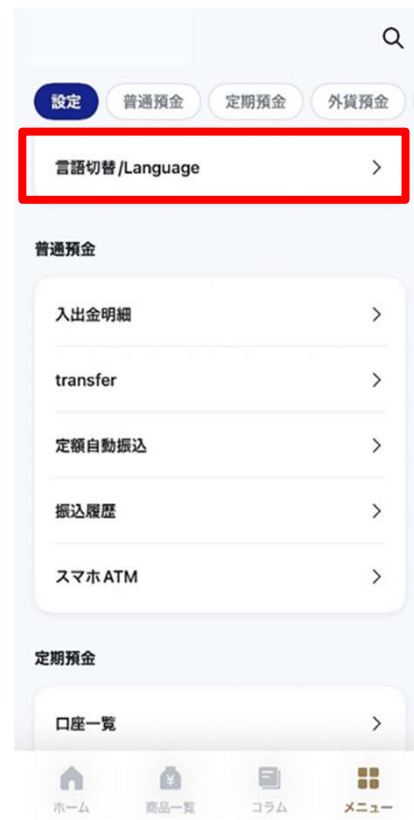 設定 普通預金 定期預金 外貨預金
言語切替/Language
普通預金
入出金明細
transfer
定額自動振込
振込履歴
スマホATM
定期預金
口座一覧
ホーム 商品一覧 コラム メニュー